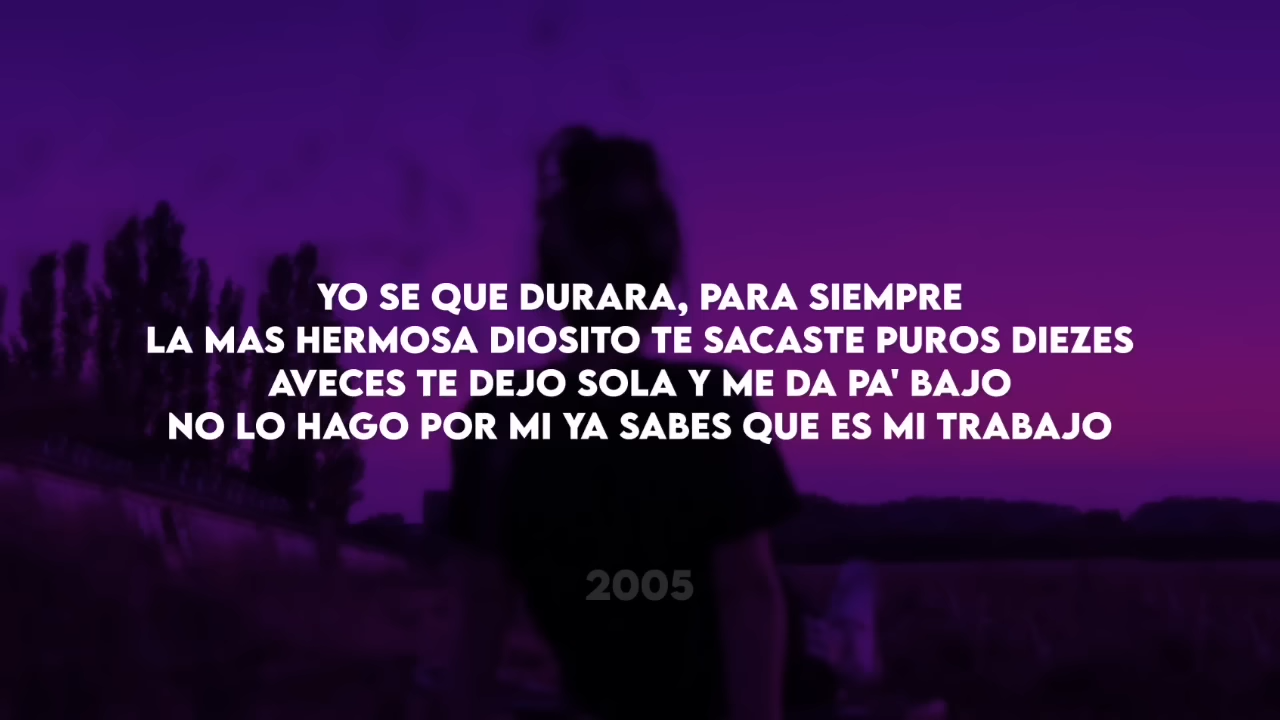 YO SE QUE DURARA, PARA SIEMPRE
LA MAS HERMOSA DIOSITO TE SACASTE PUROS DIEZES
AVECES TE DEJO SOLA Y ME DA PA' BAJO
NO LO HAGO POR MI YA SABES QUE ES MI TRABAJO
2005